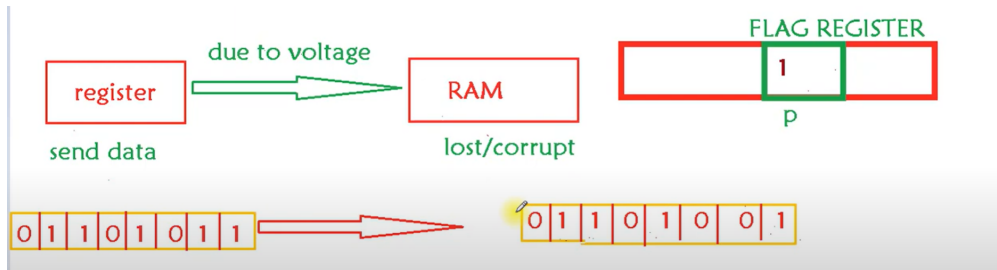 FLAG REGISTER
due to voltage
1
register
RAM
p
send data
lost/corrupt
0 1 1 0 1 0 1 1
0 1 1 0 1 0 0 1